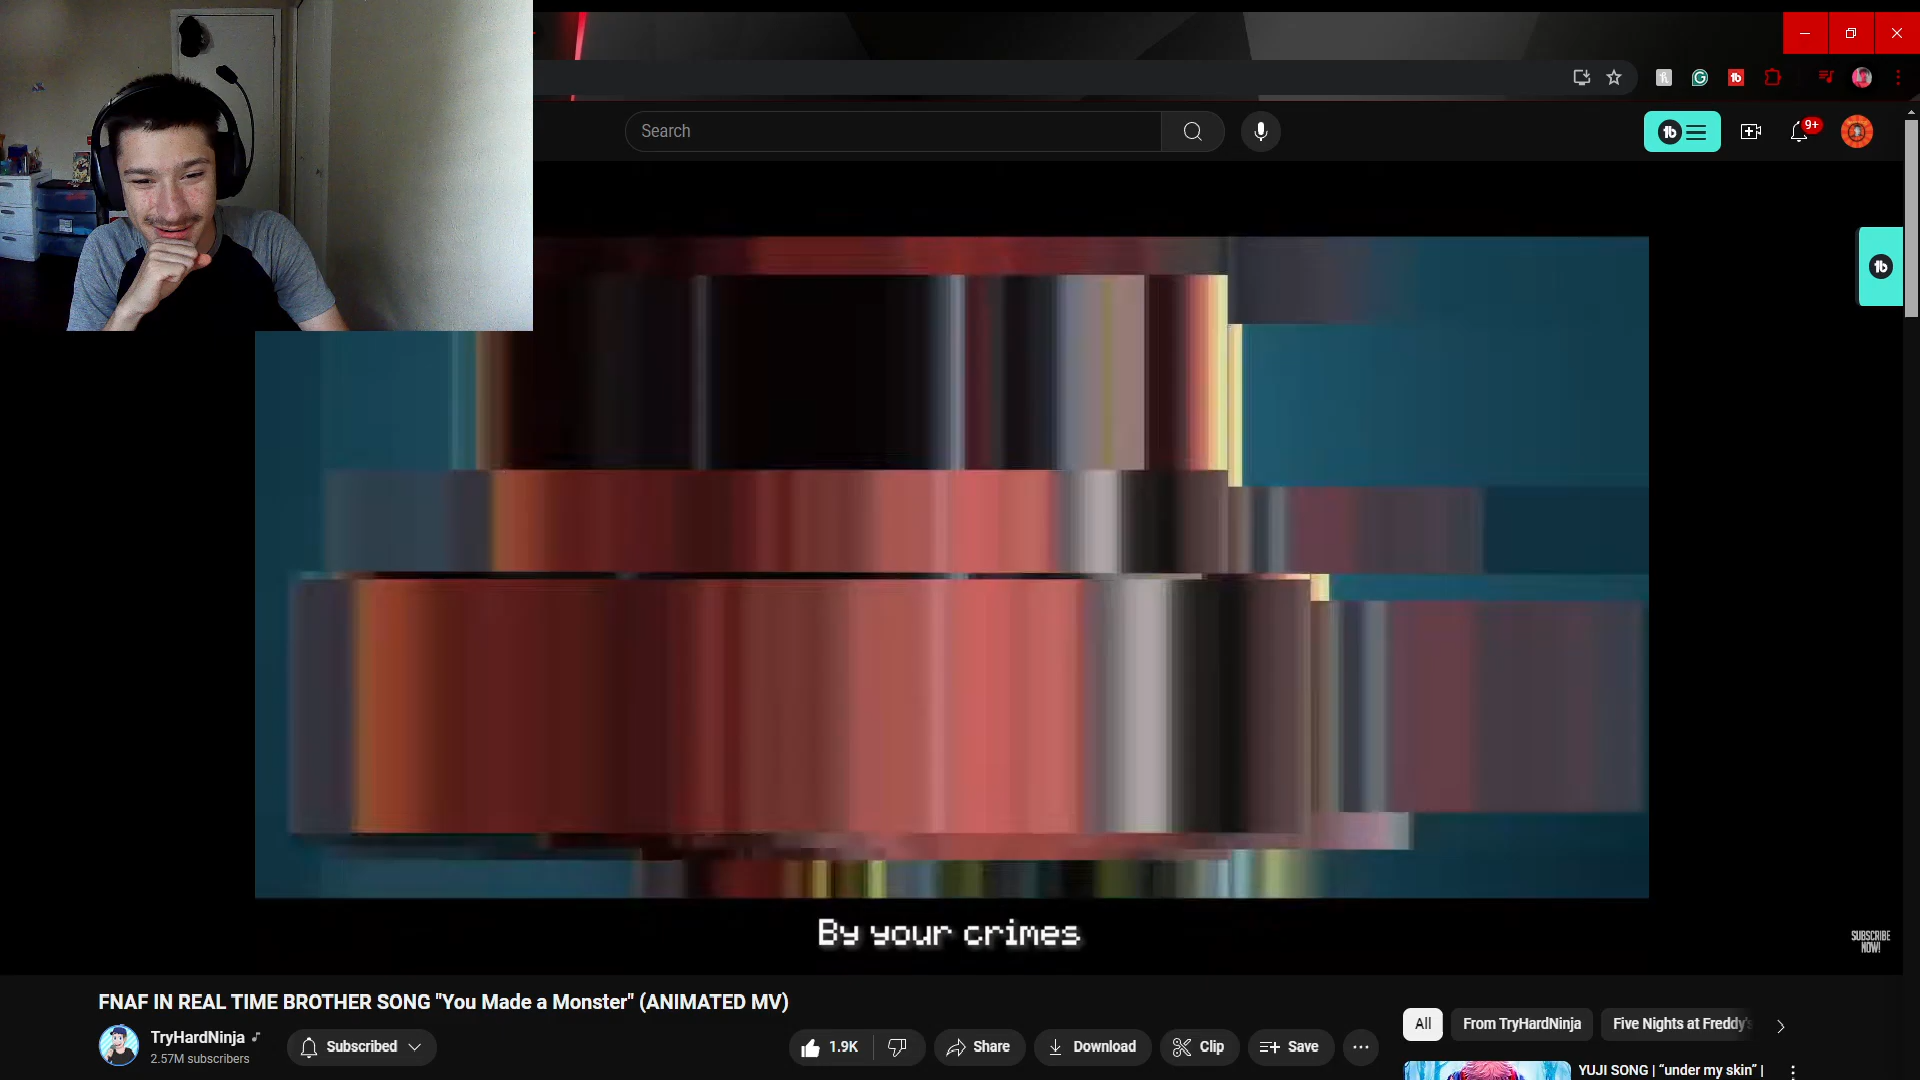 Search
9+
By your crimes
SUBSCRIBE
NOW!
FNAF IN REAL TIME BROTHER SONG "You Made a Monster" (ANIMATED MV)
TryHardNinja
2.57M subscribers
Subscribed
1.9K
Share
Download
Clip
Save
All
From TryHardNinja
Five Nights at Freddy's
YUJI SONG | “under my skin” |